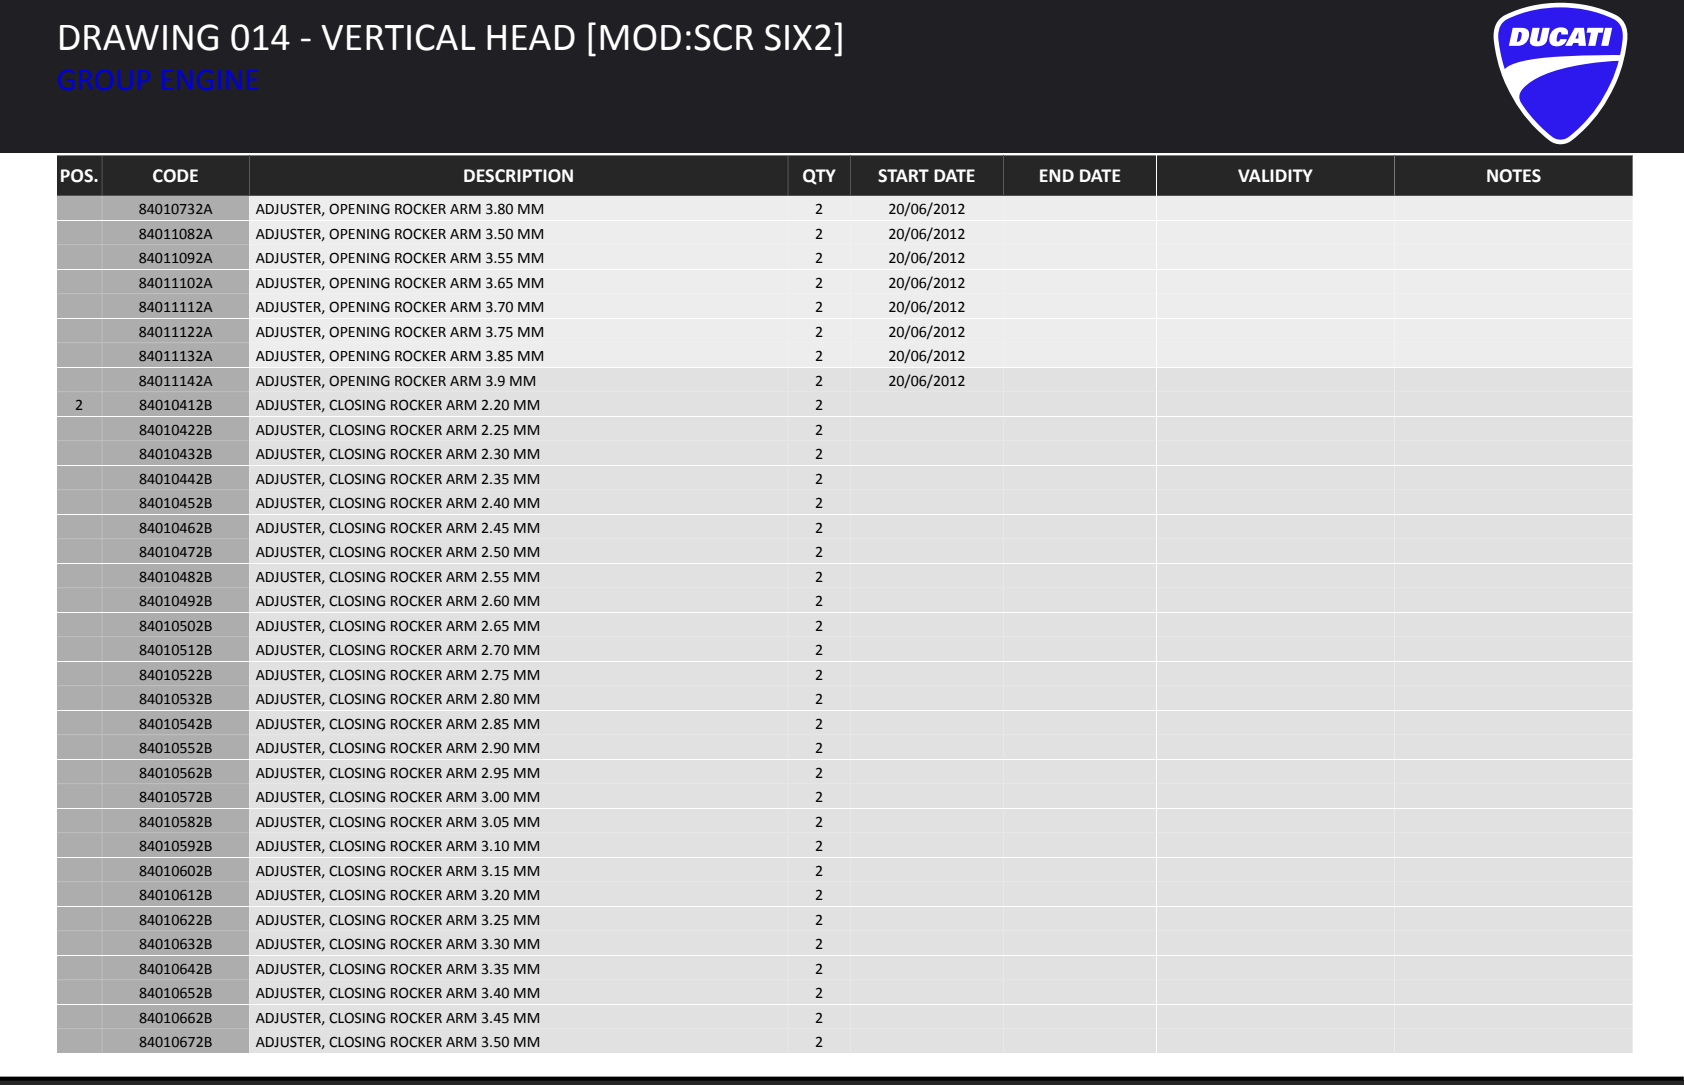 DRAWING 014 - VERTICAL HEAD [MOD:SCR SIX2]
GROUP ENGINE
DUCATI
POS. CODE DESCRIPTION QTY START DATE END DATE VALIDITY NOTES
84010732A ADJUSTER, OPENING ROCKER ARM 3.80 MM 2 20/06/2012
84011082A ADJUSTER, OPENING ROCKER ARM 3.50 MM 2 20/06/2012
84011092A ADJUSTER, OPENING ROCKER ARM 3.55 MM 2 20/06/2012
84011102A ADJUSTER, OPENING ROCKER ARM 3.65 MM 2 20/06/2012
84011112A ADJUSTER, OPENING ROCKER ARM 3.70 MM 2 20/06/2012
84011122A ADJUSTER, OPENING ROCKER ARM 3.75 MM 2 20/06/2012
84011132A ADJUSTER, OPENING ROCKER ARM 3.85 MM 2 20/06/2012
84011142A ADJUSTER, OPENING ROCKER ARM 3.9 MM 2 20/06/2012
2 84010412B ADJUSTER, CLOSING ROCKER ARM 2.20 MM 2
84010422B ADJUSTER, CLOSING ROCKER ARM 2.25 MM 2
84010432B ADJUSTER, CLOSING ROCKER ARM 2.30 MM 2
84010442B ADJUSTER, CLOSING ROCKER ARM 2.35 MM 2
84010452B ADJUSTER, CLOSING ROCKER ARM 2.40 MM 2
84010462B ADJUSTER, CLOSING ROCKER ARM 2.45 MM 2
84010472B ADJUSTER, CLOSING ROCKER ARM 2.50 MM 2
84010482B ADJUSTER, CLOSING ROCKER ARM 2.55 MM 2
84010492B ADJUSTER, CLOSING ROCKER ARM 2.60 MM 2
84010502B ADJUSTER, CLOSING ROCKER ARM 2.65 MM 2
84010512B ADJUSTER, CLOSING ROCKER ARM 2.70 MM 2
84010522B ADJUSTER, CLOSING ROCKER ARM 2.75 MM 2
84010532B ADJUSTER, CLOSING ROCKER ARM 2.80 MM 2
84010542B ADJUSTER, CLOSING ROCKER ARM 2.85 MM 2
84010552B ADJUSTER, CLOSING ROCKER ARM 2.90 MM 2
84010562B ADJUSTER, CLOSING ROCKER ARM 2.95 MM 2
84010572B ADJUSTER, CLOSING ROCKER ARM 3.00 MM 2
84010582B ADJUSTER, CLOSING ROCKER ARM 3.05 MM 2
84010592B ADJUSTER, CLOSING ROCKER ARM 3.10 MM 2
84010602B ADJUSTER, CLOSING ROCKER ARM 3.15 MM 2
84010612B ADJUSTER, CLOSING ROCKER ARM 3.20 MM 2
84010622B ADJUSTER, CLOSING ROCKER ARM 3.25 MM 2
84010632B ADJUSTER, CLOSING ROCKER ARM 3.30 MM 2
84010642B ADJUSTER, CLOSING ROCKER ARM 3.35 MM 2
84010652B ADJUSTER, CLOSING ROCKER ARM 3.40 MM 2
84010662B ADJUSTER, CLOSING ROCKER ARM 3.45 MM 2
84010672B ADJUSTER, CLOSING ROCKER ARM 3.50 MM 2